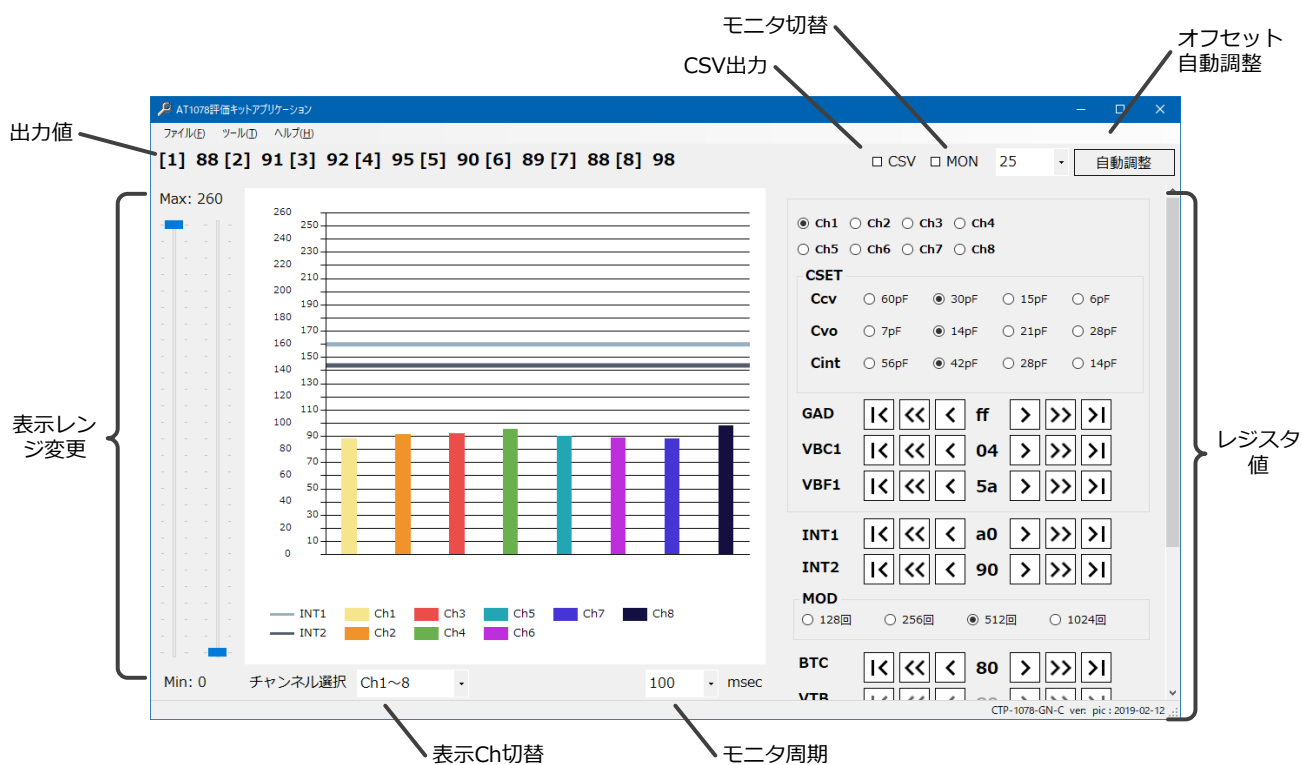 モニタ切替
オフセット
自動調整
CSV出力
出力値
AT1078評価キットアプリケーション
ファイル(F) ツール(T) ヘルプ(H)
[1] 88 [2] 91 [3] 92 [4] 95 [5] 90 [6] 89 [7] 88 [8] 98
CSV MON 25 自動調整
Max: 260
260
250
240
230
220
210
200
190
180
170
160
150
140
130
120
110
100
90
80
70
60
50
40
30
20
10
0
INT1 Ch1 Ch3 Ch5 Ch7 Ch8
INT2 Ch2 Ch4 Ch6
Min: 0 チャンネル選択 Ch1～8 100 msec
Ch1 Ch2 Ch3 Ch4
Ch5 Ch6 Ch7 Ch8
CSET
Ccv 60pF 30pF 15pF 6pF
Cvo 7pF 14pF 21pF 28pF
Cint 56pF 42pF 28pF 14pF
GAD ff
VBC1 04
VBF1 5a
INT1 a0
INT2 90
MOD
128回 256回 512回 1024回
BTC 80
VTB
CTP-1078-GN-C ver: pic : 2019-02-12
表示レン
ジ変更
レジスタ
値
表示Ch切替
モニタ周期